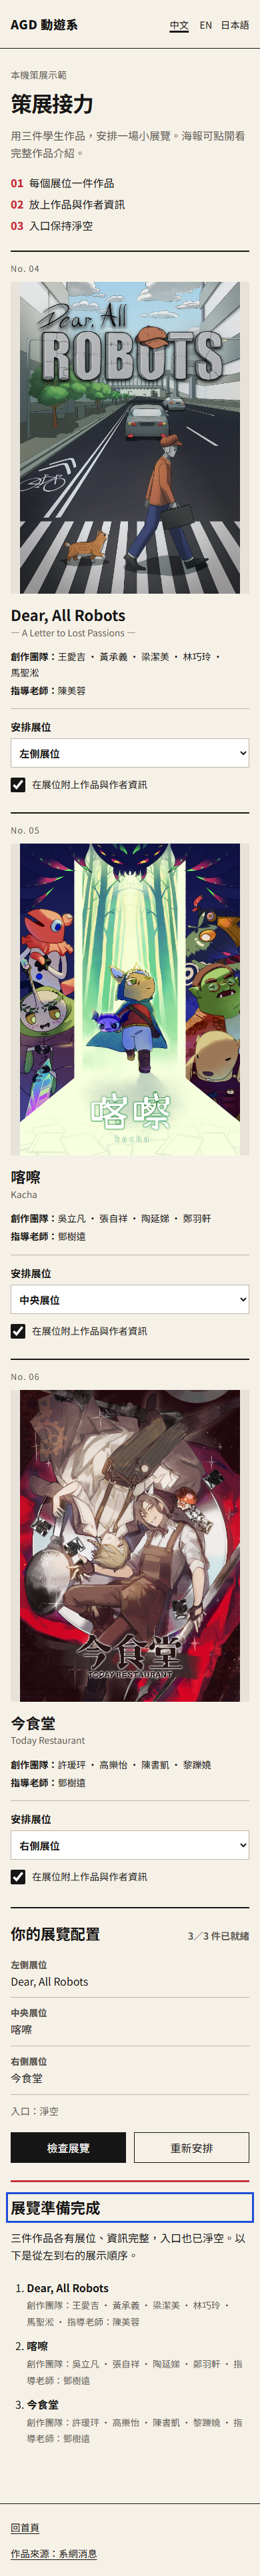 AGD 動遊系
中文 EN 日本語
本機策展示範
策展接力
用三件學生作品，安排一場小展覽。海報可點開看
完整作品介紹。
01 每個展位一件作品
02 放上作品與作者資訊
03 入口保持淨空
No. 04
Dear, All
ROBOTS
Dear, All Robots
— A Letter to Lost Passions —
創作團隊：王愛吉 · 黃承義 · 梁潔美 · 林巧玲 ·
馬聖淞
指導老師：陳美蓉
安排展位
左側展位
在展位附上作品與作者資訊
No. 05
喀嚓
kacha
喀嚓
Kacha
創作團隊：吳立凡 · 張自祥 · 陶延娣 · 鄭羽軒
指導老師：鄧樹遠
安排展位
中央展位
在展位附上作品與作者資訊
No. 06
今食堂
TODAY RESTAURANT
今食堂
Today Restaurant
創作團隊：許瑗玶 · 高樂怡 · 陳書凱 · 黎躒嬈
指導老師：鄧樹遠
安排展位
右側展位
在展位附上作品與作者資訊
你的展覽配置
3／3 件已就緒
左側展位
Dear, All Robots
中央展位
喀嚓
右側展位
今食堂
入口：淨空
檢查展覽
重新安排
展覽準備完成
三件作品各有展位、資訊完整，入口也已淨空。以
下是從左到右的展示順序。
1. Dear, All Robots
創作團隊：王愛吉 · 黃承義 · 梁潔美 · 林巧玲 ·
馬聖淞 · 指導老師：陳美蓉
2. 喀嚓
創作團隊：吳立凡 · 張自祥 · 陶延娣 · 鄭羽軒 · 指
導老師：鄧樹遠
3. 今食堂
創作團隊：許瑗玶 · 高樂怡 · 陳書凱 · 黎躒嬈 · 指
導老師：鄧樹遠
回首頁
作品來源：系網消息